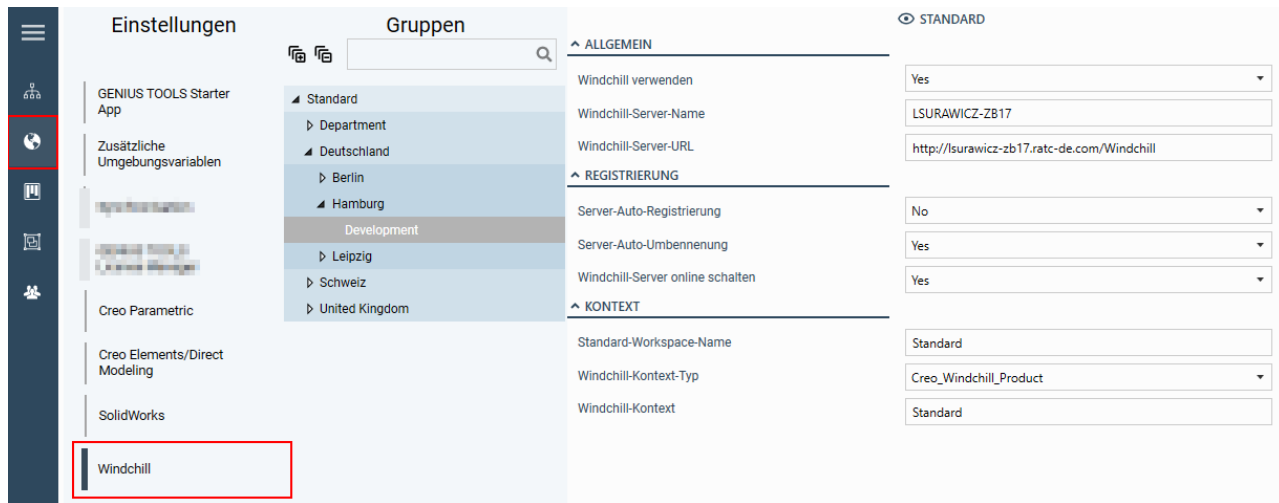 Einstellungen
GENIUS TOOLS Starter
App
Zusätzliche
Umgebungsvariablen
Creo Parametric
Creo Elements/Direct
Modeling
SolidWorks
Windchill
Gruppen
Standard
Department
Deutschland
Berlin
Hamburg
Development
Leipzig
Schweiz
United Kingdom
STANDARD
ALLGEMEIN
Windchill verwenden Yes
Windchill-Server-Name LSURAWICZ-ZB17
Windchill-Server-URL http://lsurawicz-zb17.ratc-de.com/Windchill
REGISTRIERUNG
Server-Auto-Registrierung No
Server-Auto-Umbennenung Yes
Windchill-Server online schalten Yes
KONTEXT
Standard-Workspace-Name Standard
Windchill-Kontext-Typ Creo_Windchill_Product
Windchill-Kontext Standard